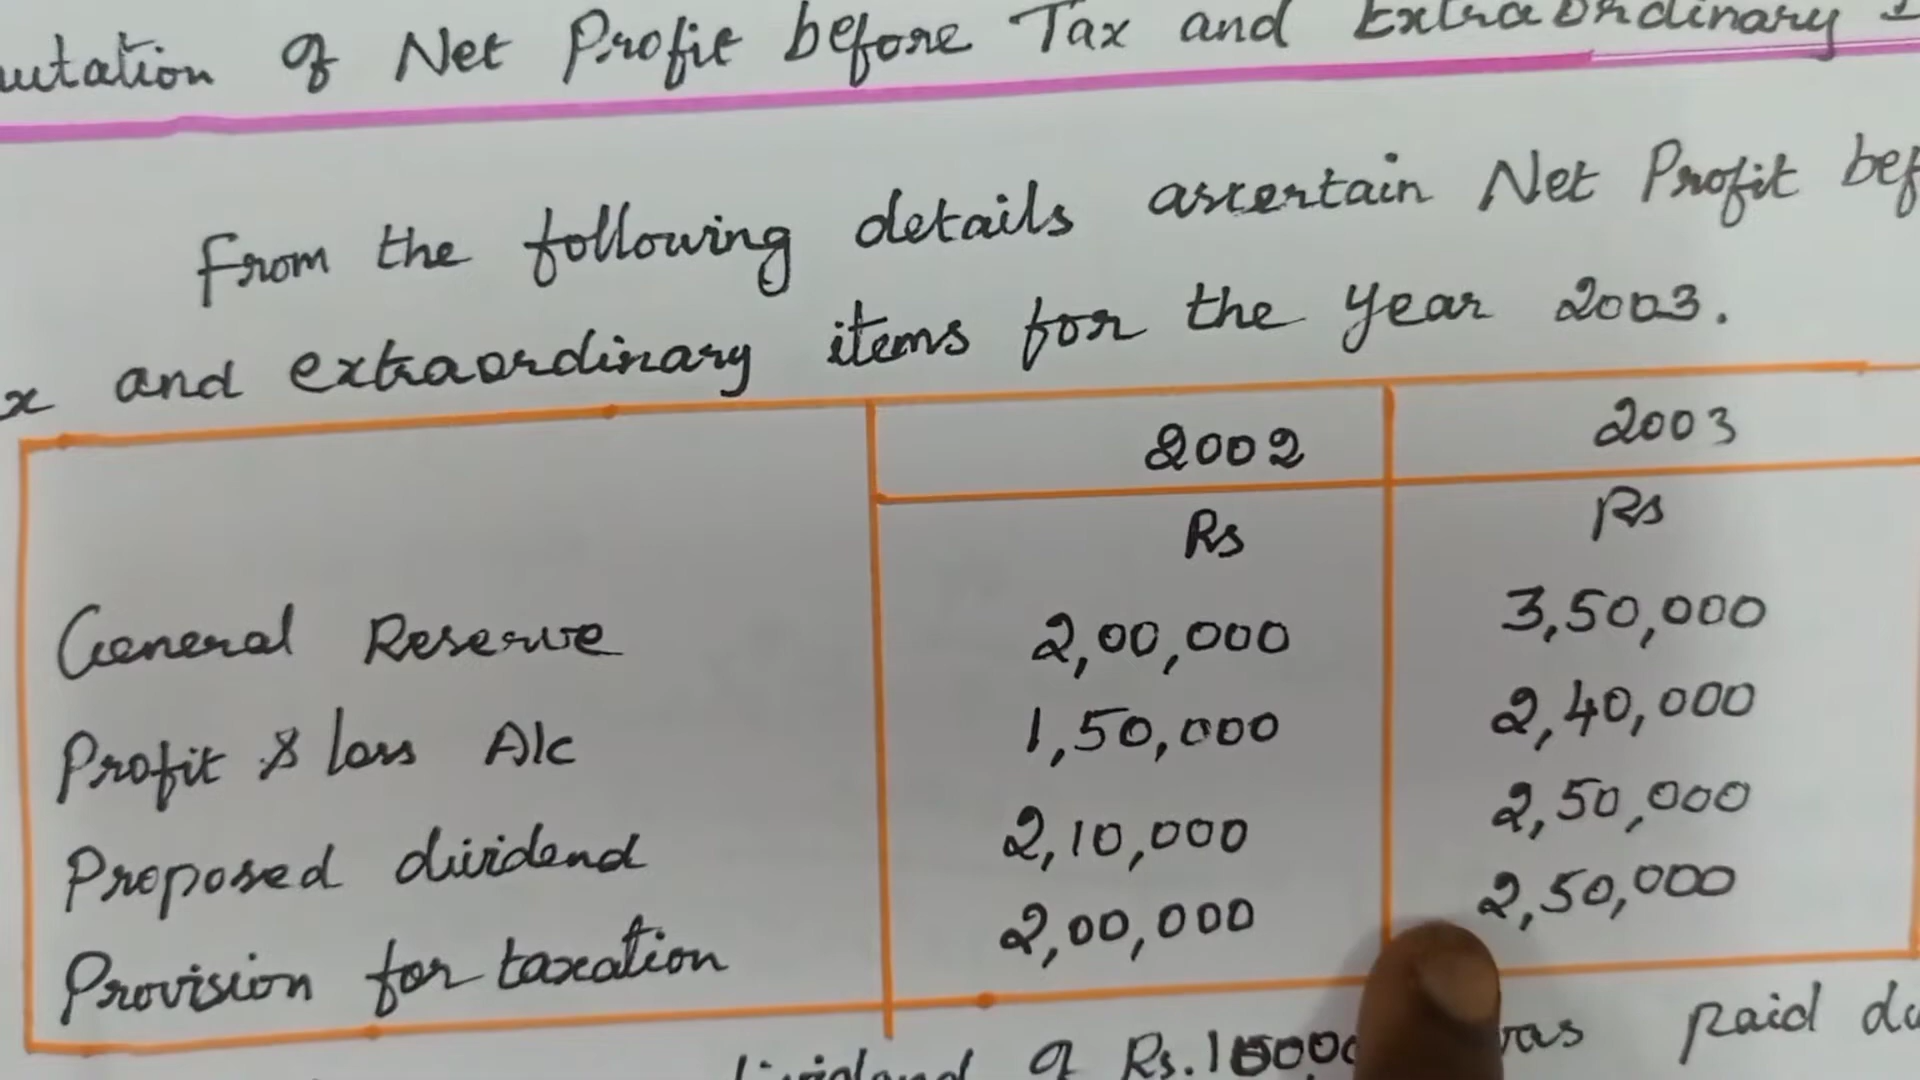 of Net Profit before Tax and Extraordinary
From the following details ascertain Net Profit bef
x and extraordinary items for the year 2003.
2002 2003
Rs Rs
General Reserve 2,00,000 3,50,000
Profit & loss A/c 1,50,000 2,40,000
Proposed dividend 2,10,000 2,50,000
Provision for taxation 2,00,000 2,50,000
of Rs. paid du